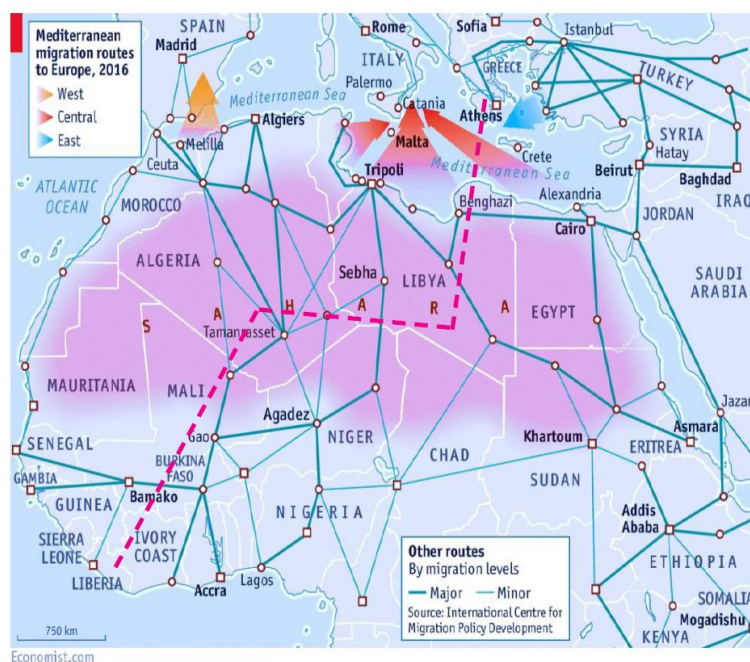 Mediterranean
migration routes
to Europe, 2016
West
Central
East
SPAIN
Madrid
Rome
ITALY
Sofia
Istanbul
GREECE
TURKEY
Palermo
Catania
Athens
Mediterranean Sea
Algiers
Malta
Melilla
Ceuta
Tripoli
Mediterranean Sea
Crete
SYRIA
Hatay
Beirut
Baghdad
IRAQ
ATLANTIC
OCEAN
MOROCCO
Benghazi
Alexandria
Cairo
JORDAN
ALGERIA
Sebha
LIBYA
EGYPT
SAUDI
ARABIA
S A H A R A
Tamanrasset
MAURITANIA
MALI
Agadez
Gao
NIGER
CHAD
Khartoum
SUDAN
Asmara
ERITREA
Jazan
SENEGAL
GAMBIA
BURKINA
FASO
Bamako
GUINEA
NIGERIA
SIERRA
LEONE
IVORY
COAST
LIBERIA
Accra
Lagos
Addis
Ababa
ETHIOPIA
SOMALIA
Mogadishu
KENYA
Other routes
By migration levels
Major Minor
Source: International Centre for
Migration Policy Development
750 km
Economist.com